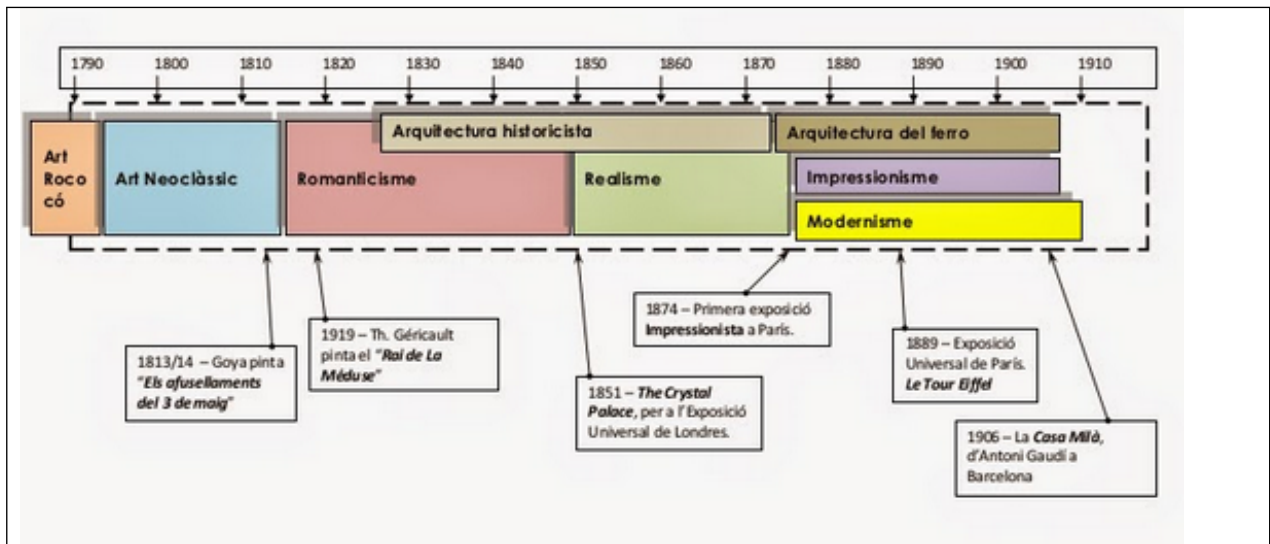 1790 1800 1810 1820 1830 1840 1850 1860 1870 1880 1890 1900 1910
Art
Roco
có
Art Neoclàssic
Romanticisme
Arquitectura historicista
Realisme
Arquitectura del ferro
Impressionisme
Modernisme
1813/14 – Goya pinta
"Els afusellaments
del 3 de maig"
1919 – Th. Géricault
pinta el "Rai de La
Méduse"
1851 – The Crystal
Palace, per a l'Exposició
Universal de Londres.
1874 – Primera exposició
Impressionista a París.
1889 – Exposició
Universal de París.
Le Tour Eiffel
1906 – La Casa Milà,
d'Antoni Gaudí a
Barcelona